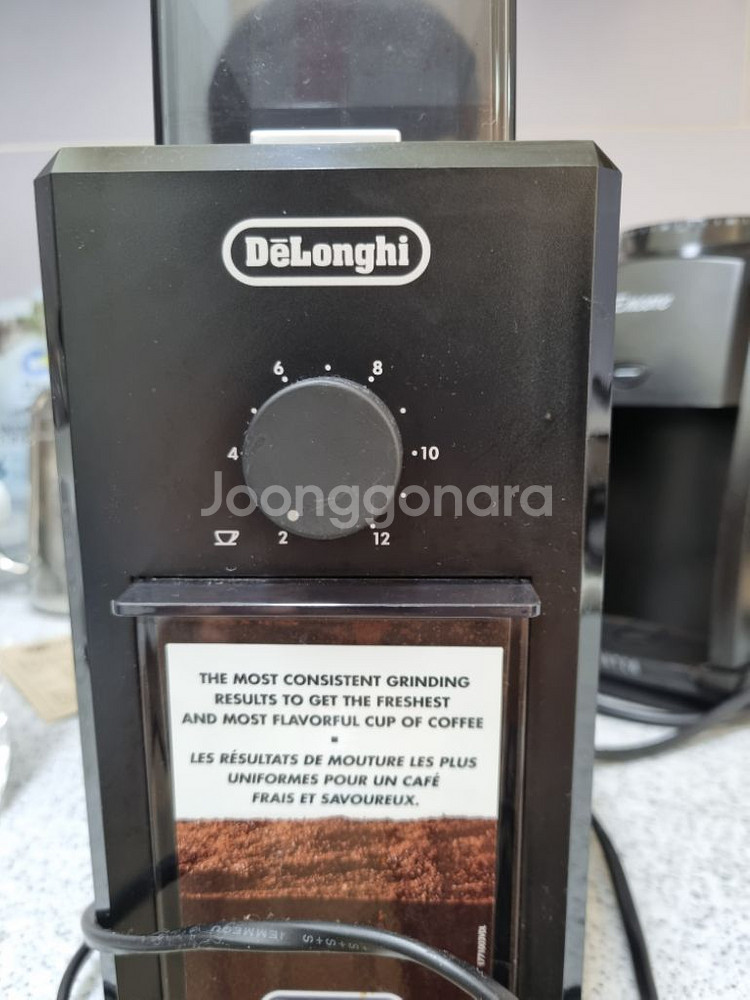 DeLonghi
6 8
4 10
2 12
Joonggonara
THE MOST CONSISTENT GRINDING
RESULTS TO GET THE FRESHEST
AND MOST FLAVORFUL CUP OF COFFEE
LES RÉSULTATS DE MOUTURE LES PLUS
UNIFORMES POUR UN CAFÉ
FRAIS ET SAVOUREUX.